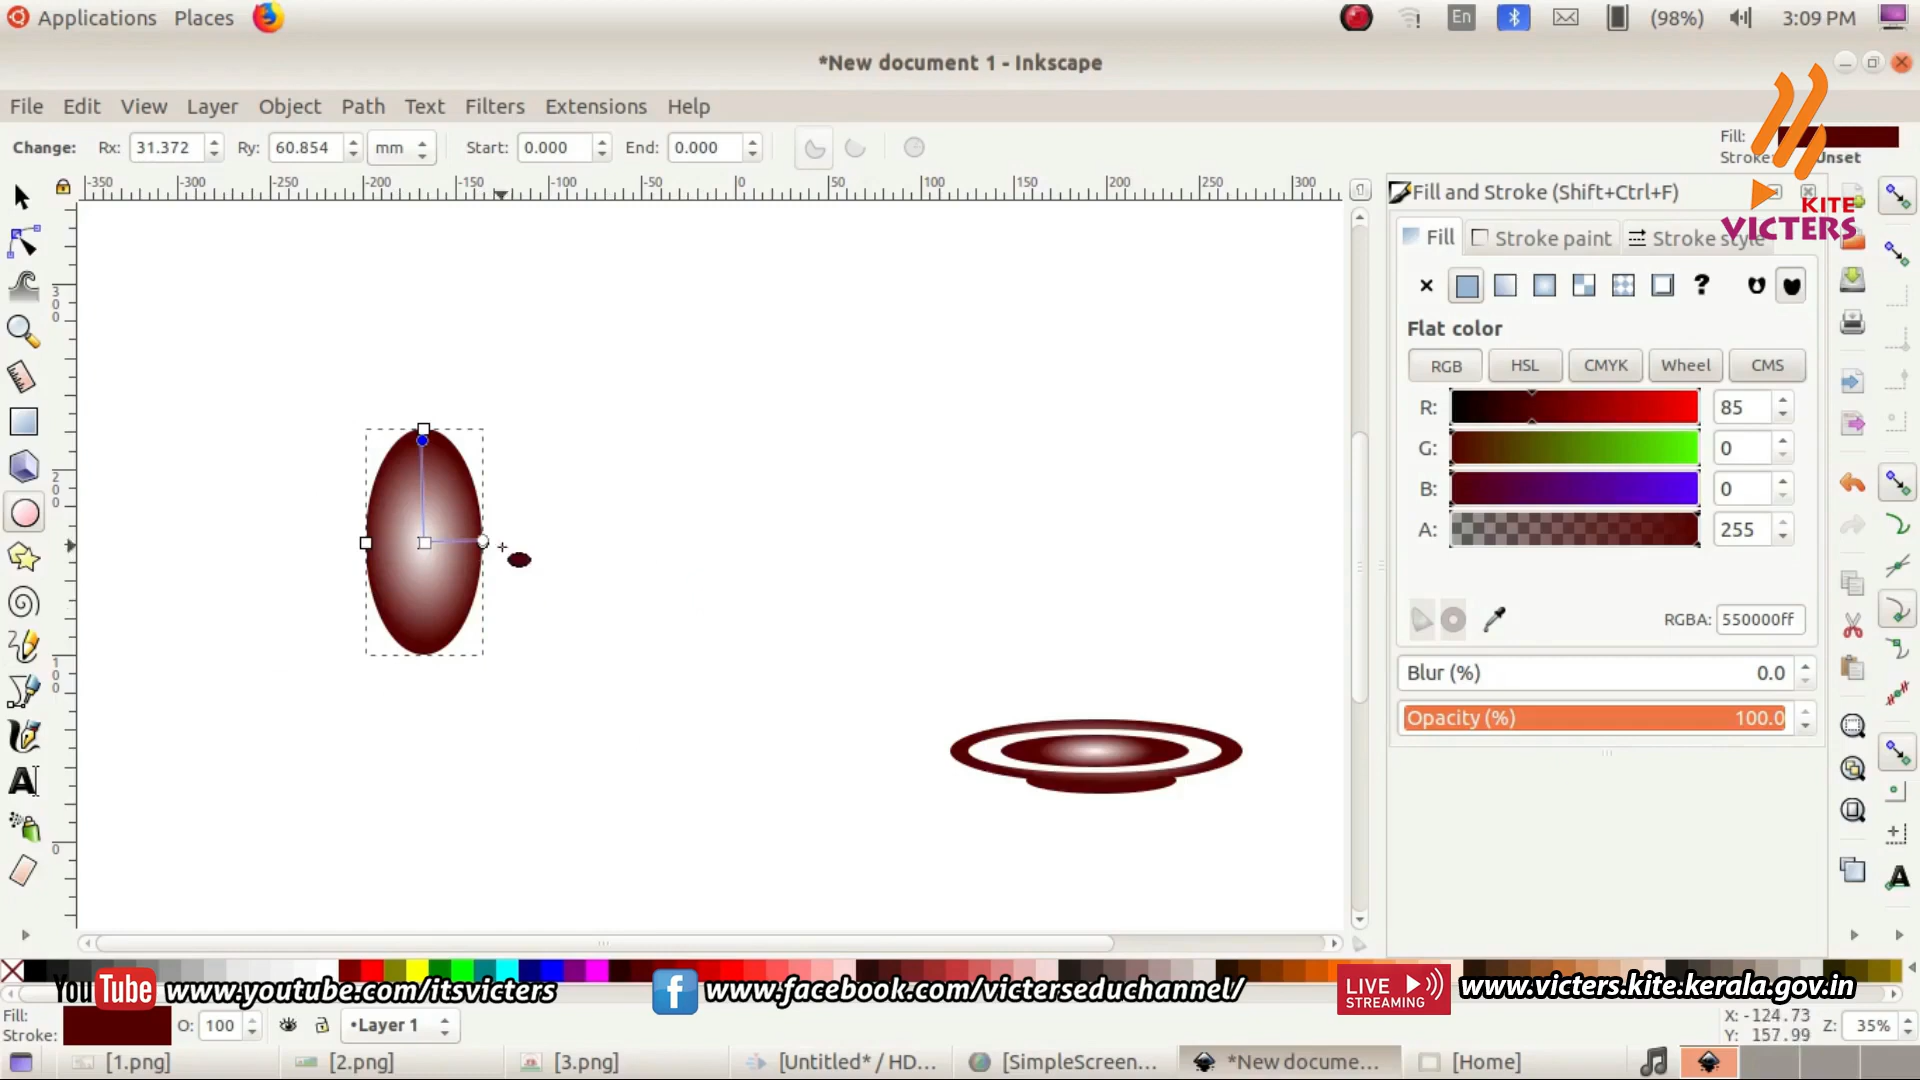 Applications Places En (98%) 3:09 PM
*New document 1 - Inkscape
File Edit View Layer Object Path Text Filters Extensions Help
Change: Rx: 31.372 Ry: 60.854 mm Start: 0.000 End: 0.000
Fill:
Stroke: Unset
-350 -300 -250 -200 -150 -100 -50 0 50 100 150 200 250 300
Fill and Stroke (Shift+Ctrl+F)
KITE
VICTERS
Fill Stroke paint Stroke style
Flat color
RGB HSL CMYK Wheel CMS
R: 85
G: 0
B: 0
A: 255
RGBA: 550000ff
Blur (%) 0.0
Opacity (%) 100.0
300
200
100
0
YouTube www.youtube.com/itsvicters
f www.facebook.com/victerseduchannel/
LIVE STREAMING www.victers.kite.kerala.gov.in
Fill:
Stroke: O: 100 •Layer 1
X: -124.73
Y: 157.99 Z: 35%
[1.png] [2.png] [3.png] [Untitled* / HD... [SimpleScreen... *New docume... [Home]